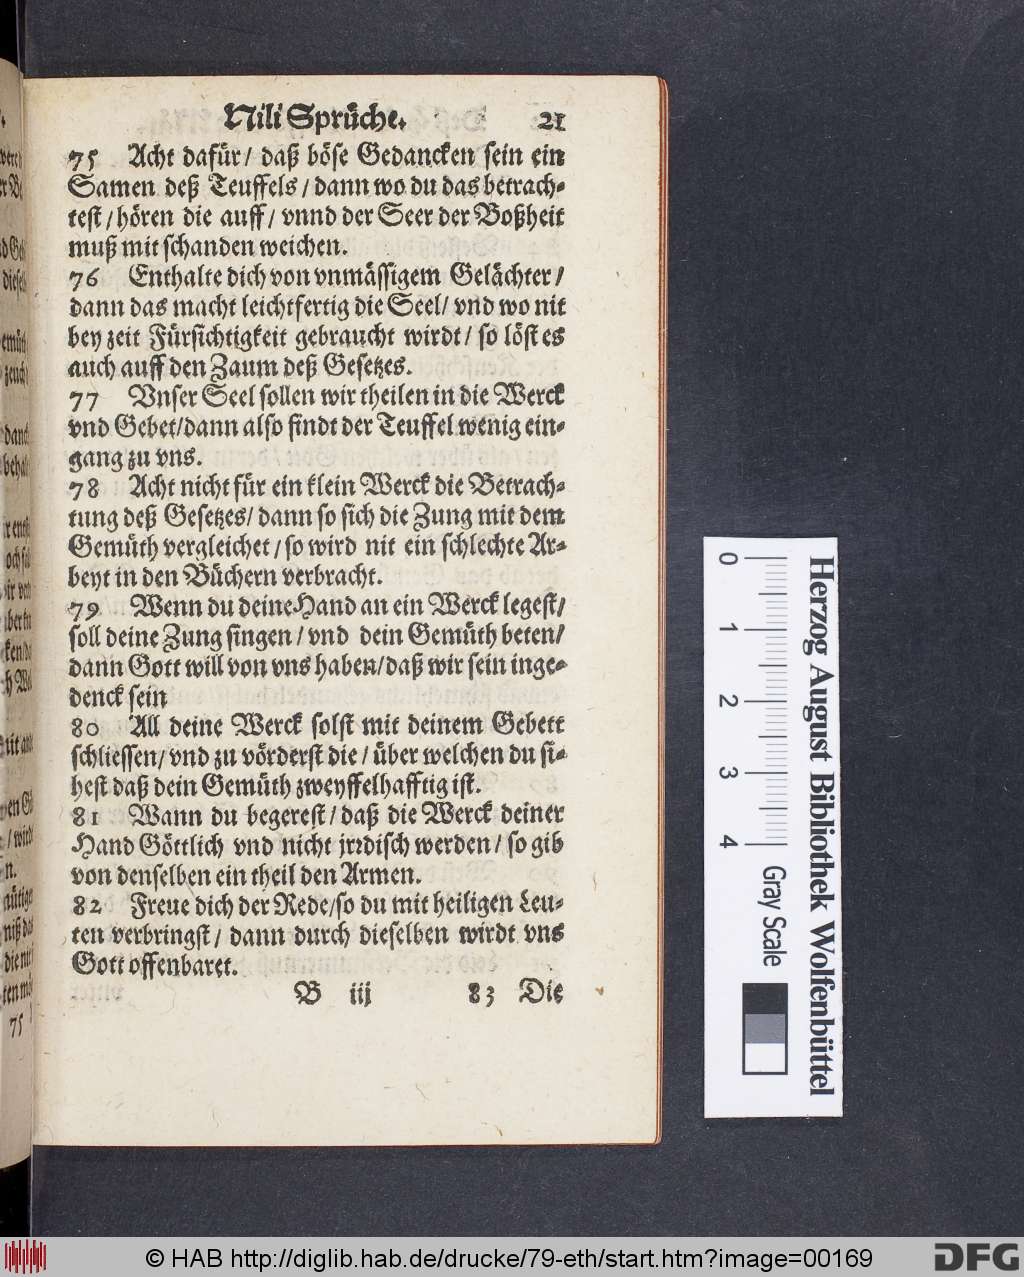 Nili Sprüche. 21
75 Acht dafür / daß böse Gedancken sein ein
Samen deß Teuffels / dann wo du das betrach-
test / hören die auff / vnnd der Seer der Boßheit
muß mit schanden weichen.
76 Enthalte dich von vnmässigem Gelächter /
dann das macht leichtfertig die Seel / vnd wo nit
bey zeit Fürsichtigkeit gebraucht wirdt / so löst es
auch auff den Zaum deß Gesetzes.
77 Vnser Seel sollen wir theilen in die Werck
vnd Gebet / dann also findt der Teuffel wenig ein-
gang zu vns.
78 Acht nicht für ein klein Werck die Betrach-
tung deß Gesetzes / dann so sich die Zung mit dem
Gemüth vergleichet / so wird nit ein schlechte Ar-
beyt in den Büchern verbracht.
79 Wenn du deine Hand an ein Werck legest /
soll deine Zung singen / vnd dein Gemüth beten /
dann Gott will von vns haben / daß wir sein inge-
denck sein
80 All deine Werck solst mit deinem Gebett
schliessen / vnd zu vörderst die / über welchen du si-
hest daß dein Gemüth zweyffelhafftig ist.
81 Wann du begerest / daß die Werck deiner
Hand Göttlich vnd nicht jrrdisch werden / so gib
von denselben ein theil den Armen.
82 Freue dich der Rede / so du mit heiligen Leu-
ten verbringst / dann durch dieselben wirdt vns
Gott offenbaret.
B iij 83 Die
75
0 1 2 3 4
Gray Scale
Herzog August Bibliothek Wolfenbüttel
© HAB http://diglib.hab.de/drucke/79-eth/start.htm?image=00169
DFG